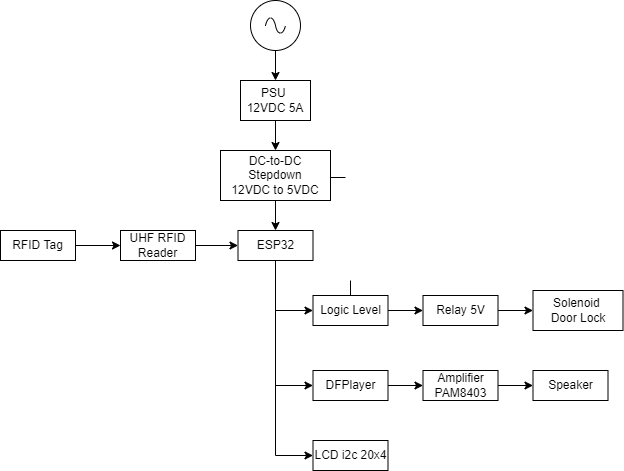 PSU
12VDC 5A
DC-to-DC
Stepdown
12VDC to 5VDC
RFID Tag
UHF RFID
Reader
ESP32
Logic Level
Relay 5V
Solenoid
Door Lock
DFPlayer
Amplifier
PAM8403
Speaker
LCD i2c 20x4